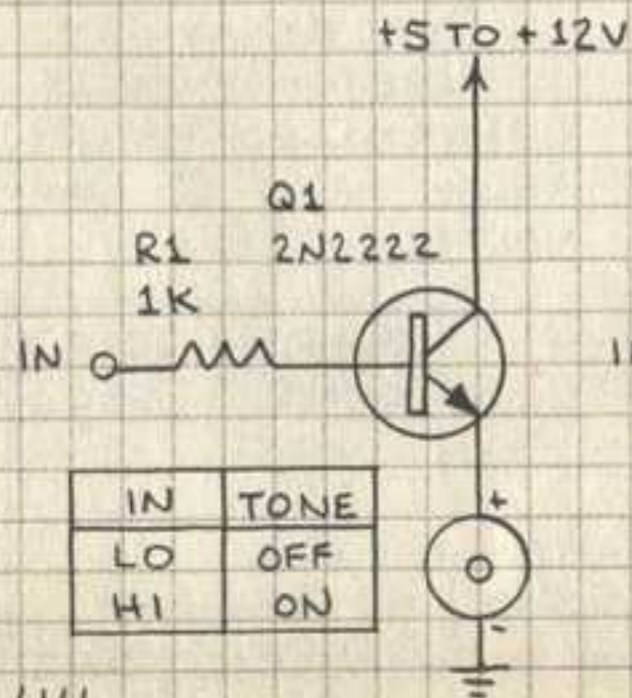 +5 TO + 12V
Q1
2N2222
R1
1K
IN
IN TONE
LO OFF
HI ON
+
-